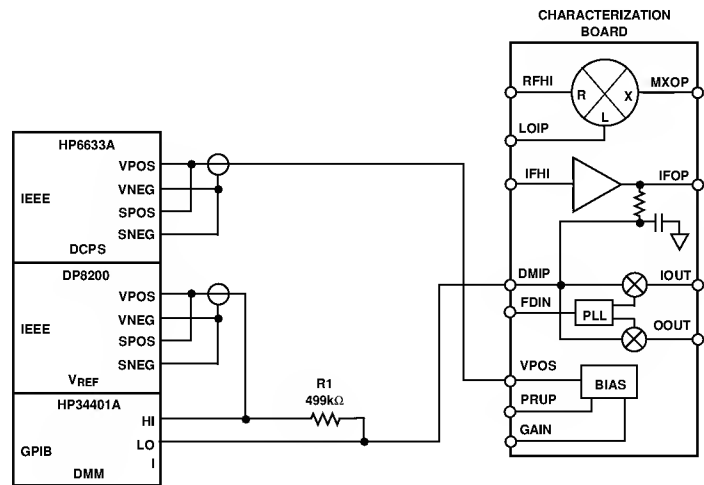 CHARACTERIZATION
BOARD
RFHI
R
X
MXOP
L
LOIP
HP6633A
VPOS
IFHI
IFOP
VNEG
IEEE
SPOS
SNEG
DCPS
DP8200
VPOS
VNEG
IEEE
SPOS
SNEG
VREF
DMIP
IOUT
FDIN
PLL
OOUT
VPOS
BIAS
PRUP
GAIN
R1
499kΩ
HP34401A
HI
LO
GPIB
I
DMM